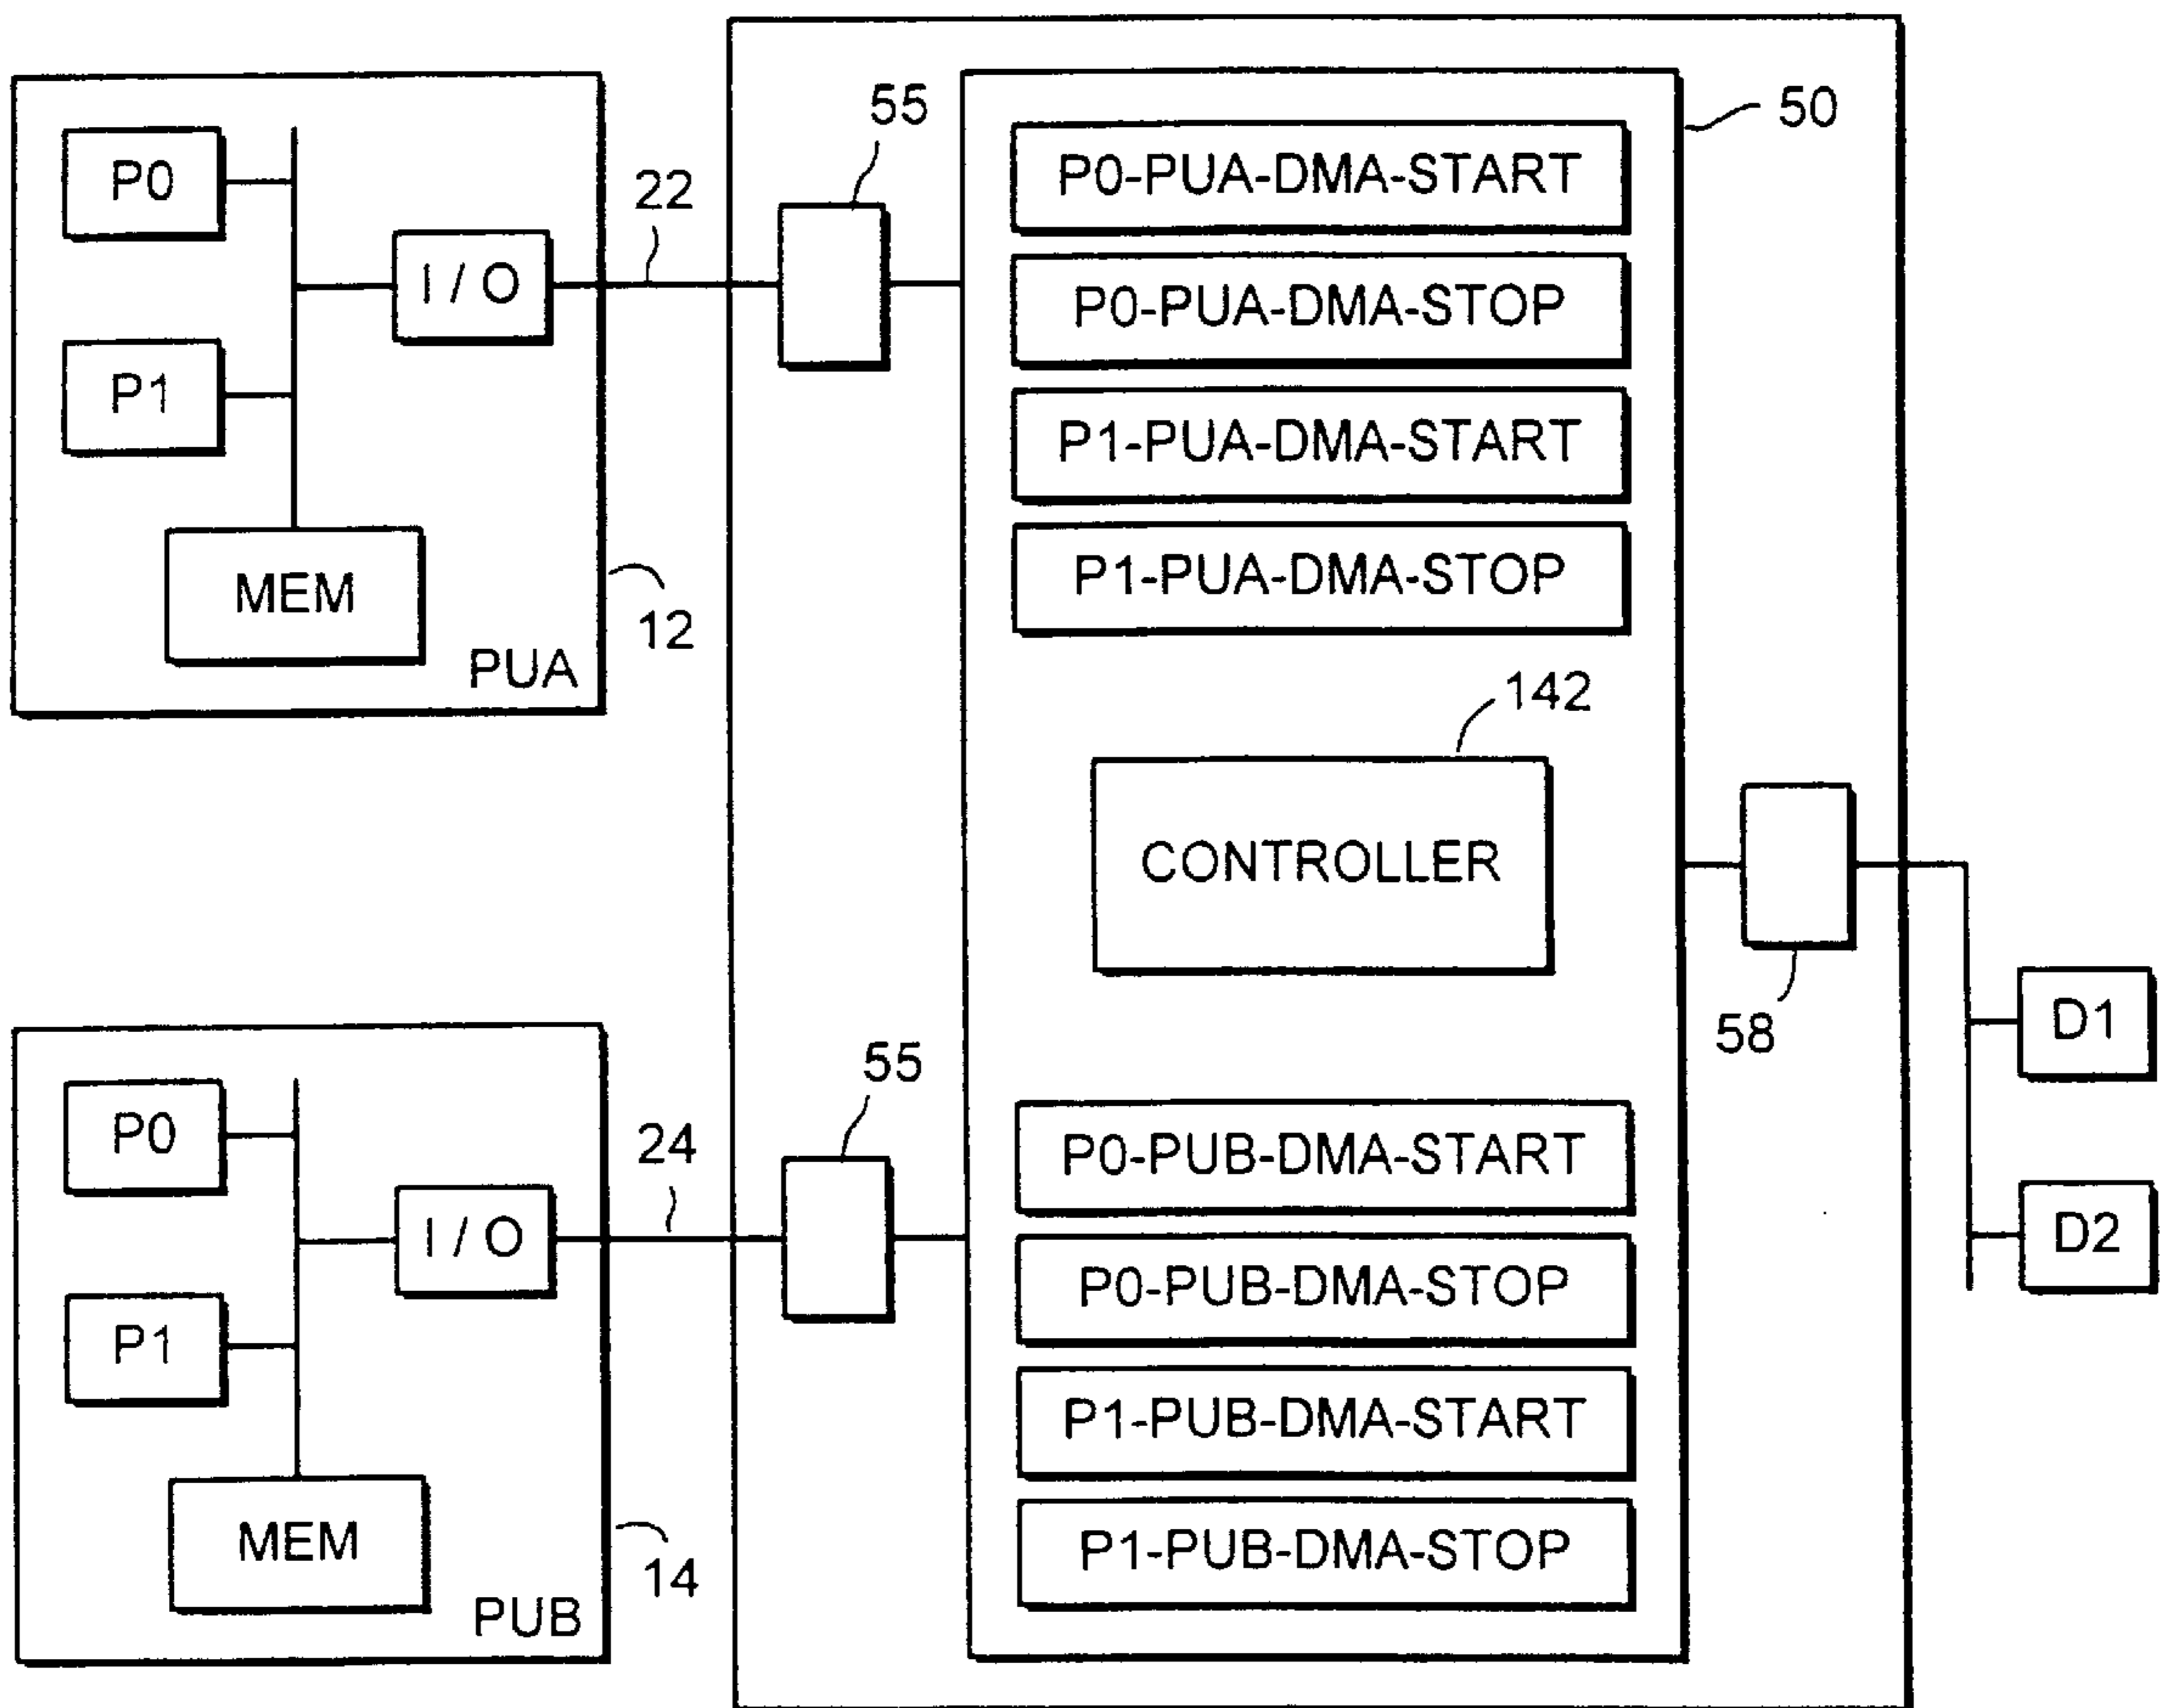 P0
P1
I / O
MEM
PUA
12
22
55
50
P0-PUA-DMA-START
P0-PUA-DMA-STOP
P1-PUA-DMA-START
P1-PUA-DMA-STOP
142
CONTROLLER
58
D1
D2
P0
P1
I / O
MEM
PUB
14
24
55
P0-PUB-DMA-START
P0-PUB-DMA-STOP
P1-PUB-DMA-START
P1-PUB-DMA-STOP